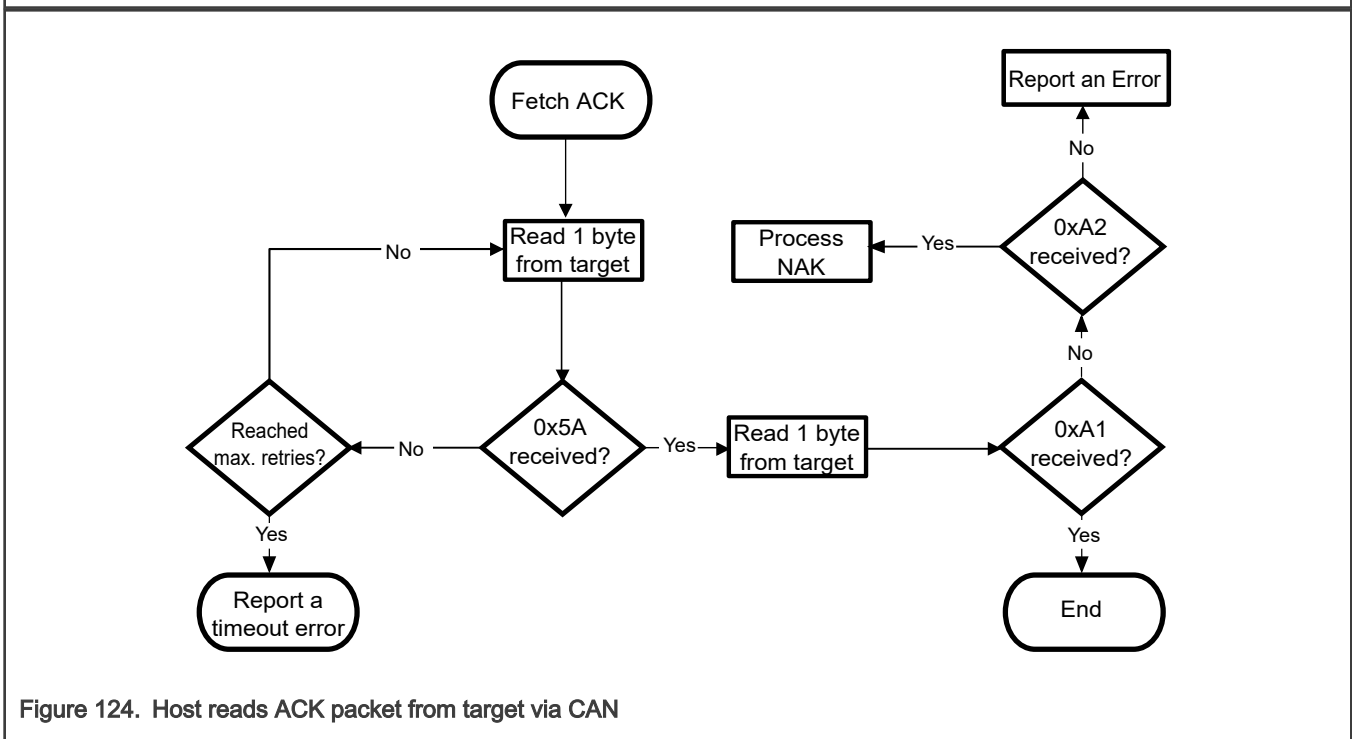 Fetch ACK
Report an Error
No
Read 1 byte
from target
No
Process
NAK
Yes
0xA2
received?
No
Reached
max. retries?
No
0x5A
received?
Yes
Read 1 byte
from target
0xA1
received?
Yes
Yes
Report a
timeout error
End
Figure 124. Host reads ACK packet from target via CAN